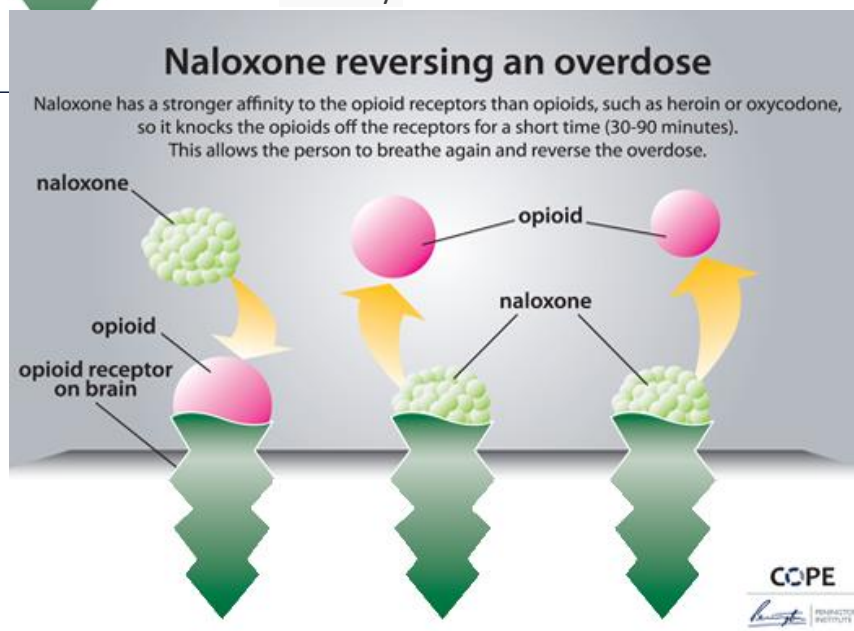 Naloxone reversing an overdose
Naloxone has a stronger affinity to the opioid receptors than opioids, such as heroin or oxycodone,
so it knocks the opioids off the receptors for a short time (30-90 minutes).
This allows the person to breathe again and reverse the overdose.
naloxone
opioid
naloxone
opioid
opioid receptor
on brain
COPE
PENINGTON
INSTITUTE